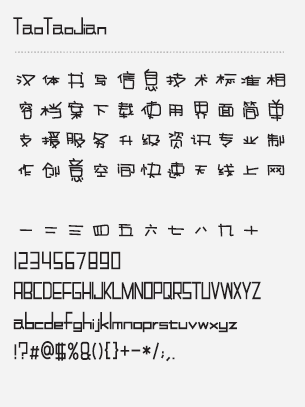 TaoTaoJian
汉体书写信息技术标准相
容档案下载使用界面简单
支援服务升级资讯专业制
作创意空间快速无线上网
一二三四五六七八九十
1234567890
ABCDEFGHIJKLMNOPQRSTUVWXYZ
abcdefghijklmnopqrstuvwxyz
!?#@$%&(){}+-*/;,.